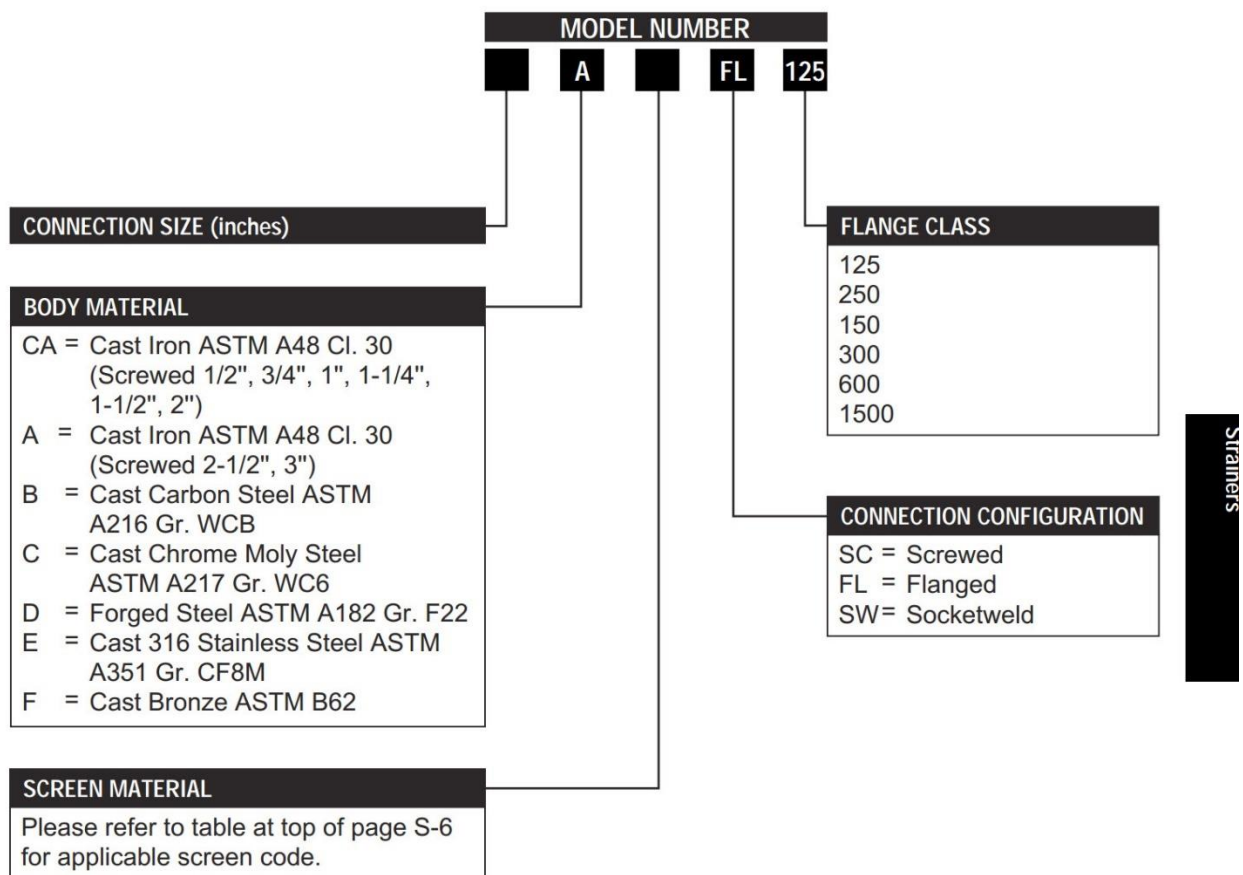 MODEL NUMBER
A FL 125
CONNECTION SIZE (inches)
BODY MATERIAL
CA = Cast Iron ASTM A48 Cl. 30
(Screwed 1/2", 3/4", 1", 1-1/4",
1-1/2", 2")
A = Cast Iron ASTM A48 Cl. 30
(Screwed 2-1/2", 3")
B = Cast Carbon Steel ASTM
A216 Gr. WCB
C = Cast Chrome Moly Steel
ASTM A217 Gr. WC6
D = Forged Steel ASTM A182 Gr. F22
E = Cast 316 Stainless Steel ASTM
A351 Gr. CF8M
F = Cast Bronze ASTM B62
SCREEN MATERIAL
Please refer to table at top of page S-6
for applicable screen code.
FLANGE CLASS
125
250
150
300
600
1500
CONNECTION CONFIGURATION
SC = Screwed
FL = Flanged
SW = Socketweld
Strainers